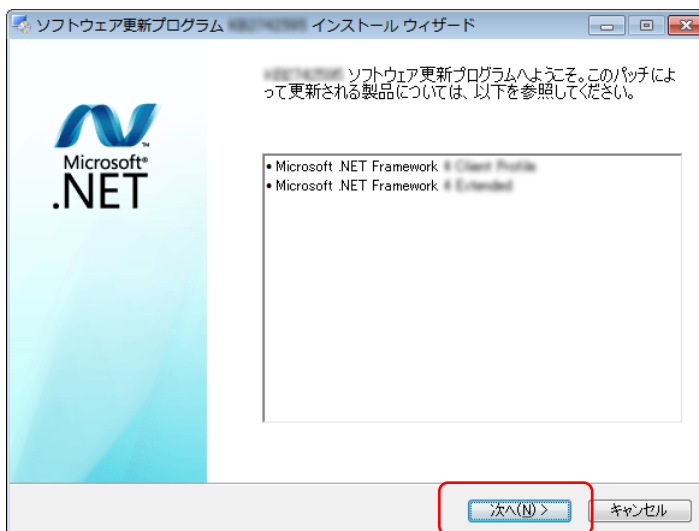 ソフトウェア更新プログラム インストール ウィザード
ソフトウェア更新プログラムへようこそ。このパッチによ
って更新される製品については、以下を参照してください。
Microsoft®
.NET
• Microsoft .NET Framework
• Microsoft .NET Framework
次へ(N) >
キャンセル